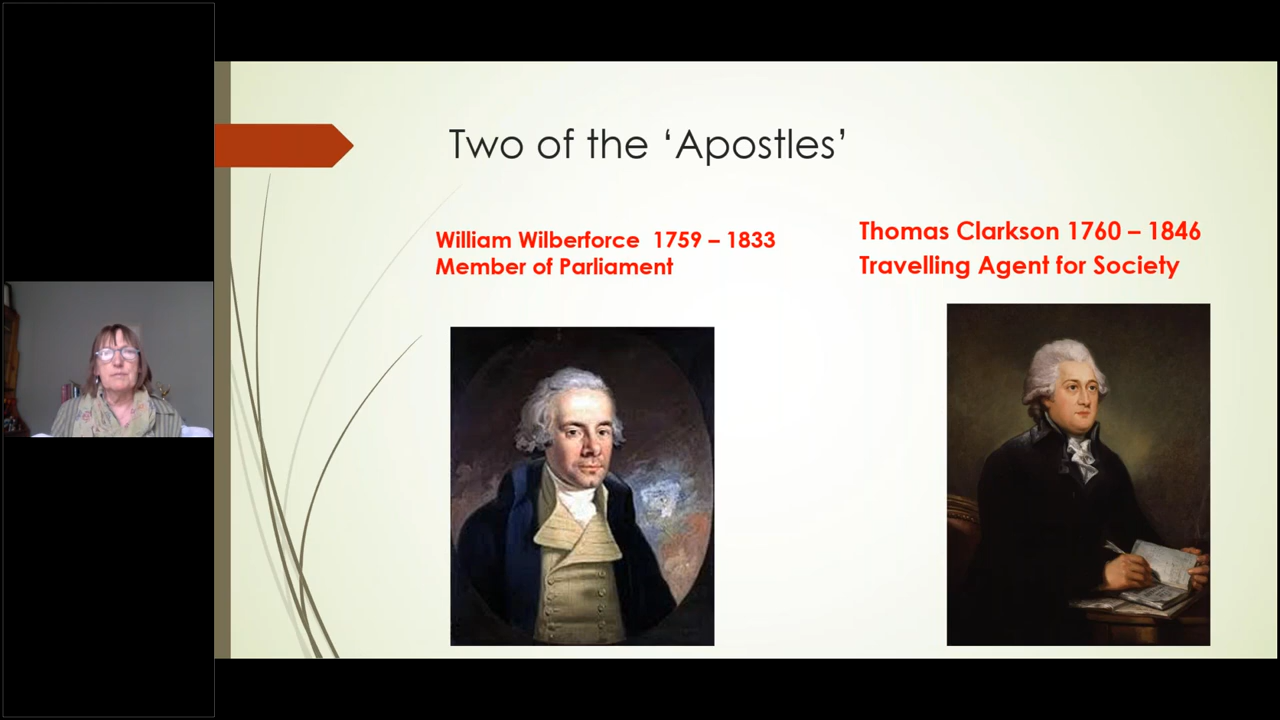 Two of the ‘Apostles’
William Wilberforce 1759 – 1833
Member of Parliament
Thomas Clarkson 1760 – 1846
Travelling Agent for Society